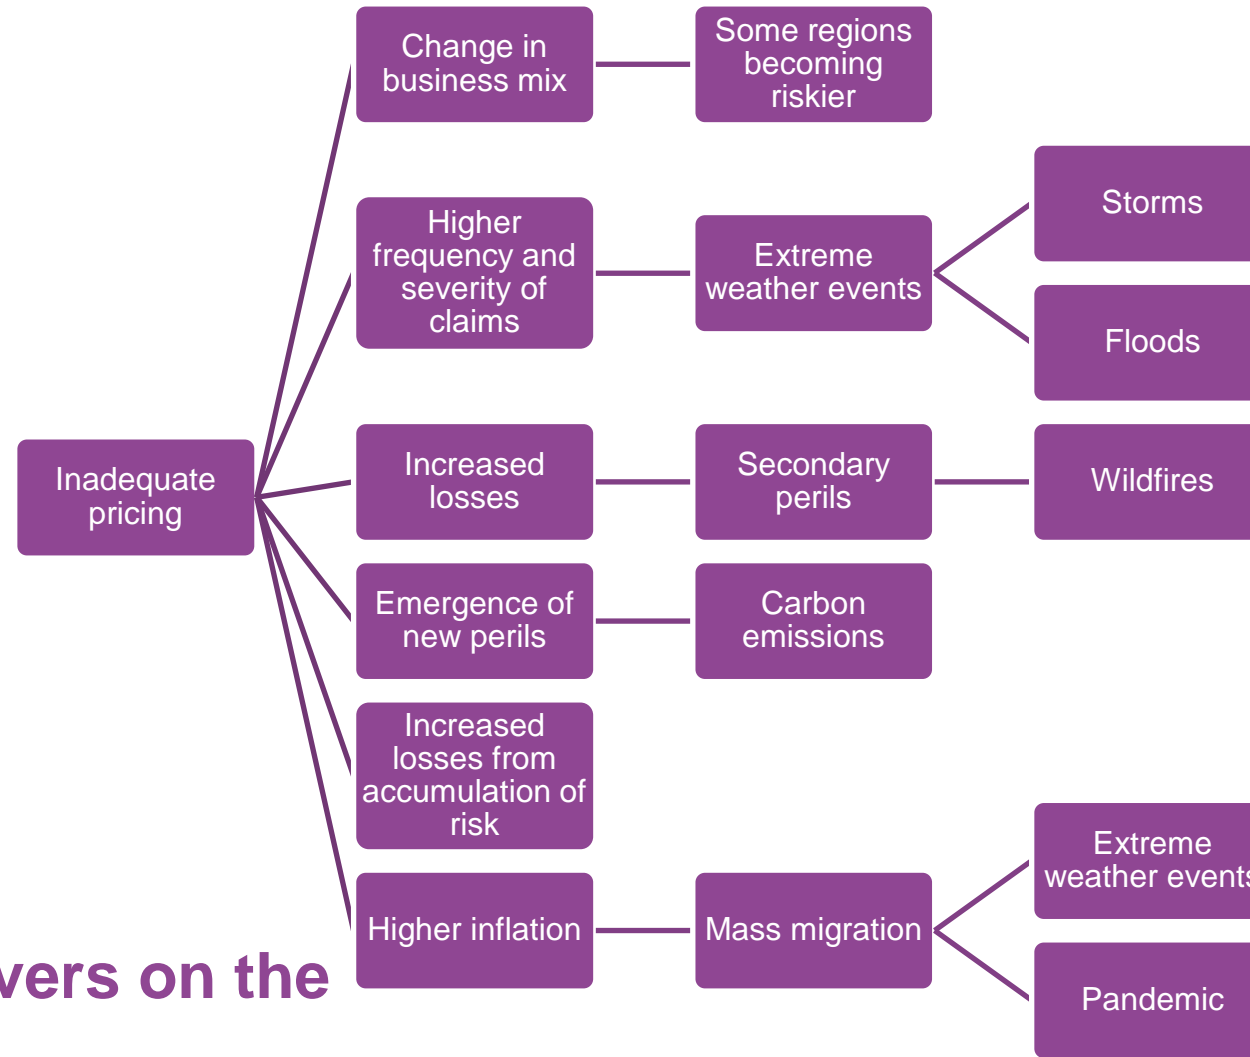 Change in
business mix
Some regions
becoming
riskier
Storms
Higher
frequency and
severity of
claims
Extreme
weather events
Floods
Inadequate
pricing
Increased
losses
Secondary
perils
Wildfires
Emergence of
new perils
Carbon
emissions
Increased
losses from
accumulation of
risk
Extreme
weather events
Higher inflation
Mass migration
vers on the
Pandemic